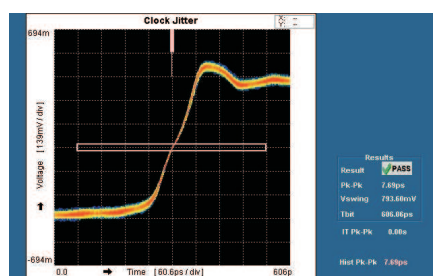 Clock Jitter
X: --
Y: --
694m
Voltage [139mV / div]
-694m
0.0
Time [60.6ps / div]
606p
Results
Result PASS
Pk-Pk 7.69ps
Vswing 793.60mV
Tbit 606.06ps
IT Pk-Pk 0.00s
Hist Pk-Pk 7.69ps